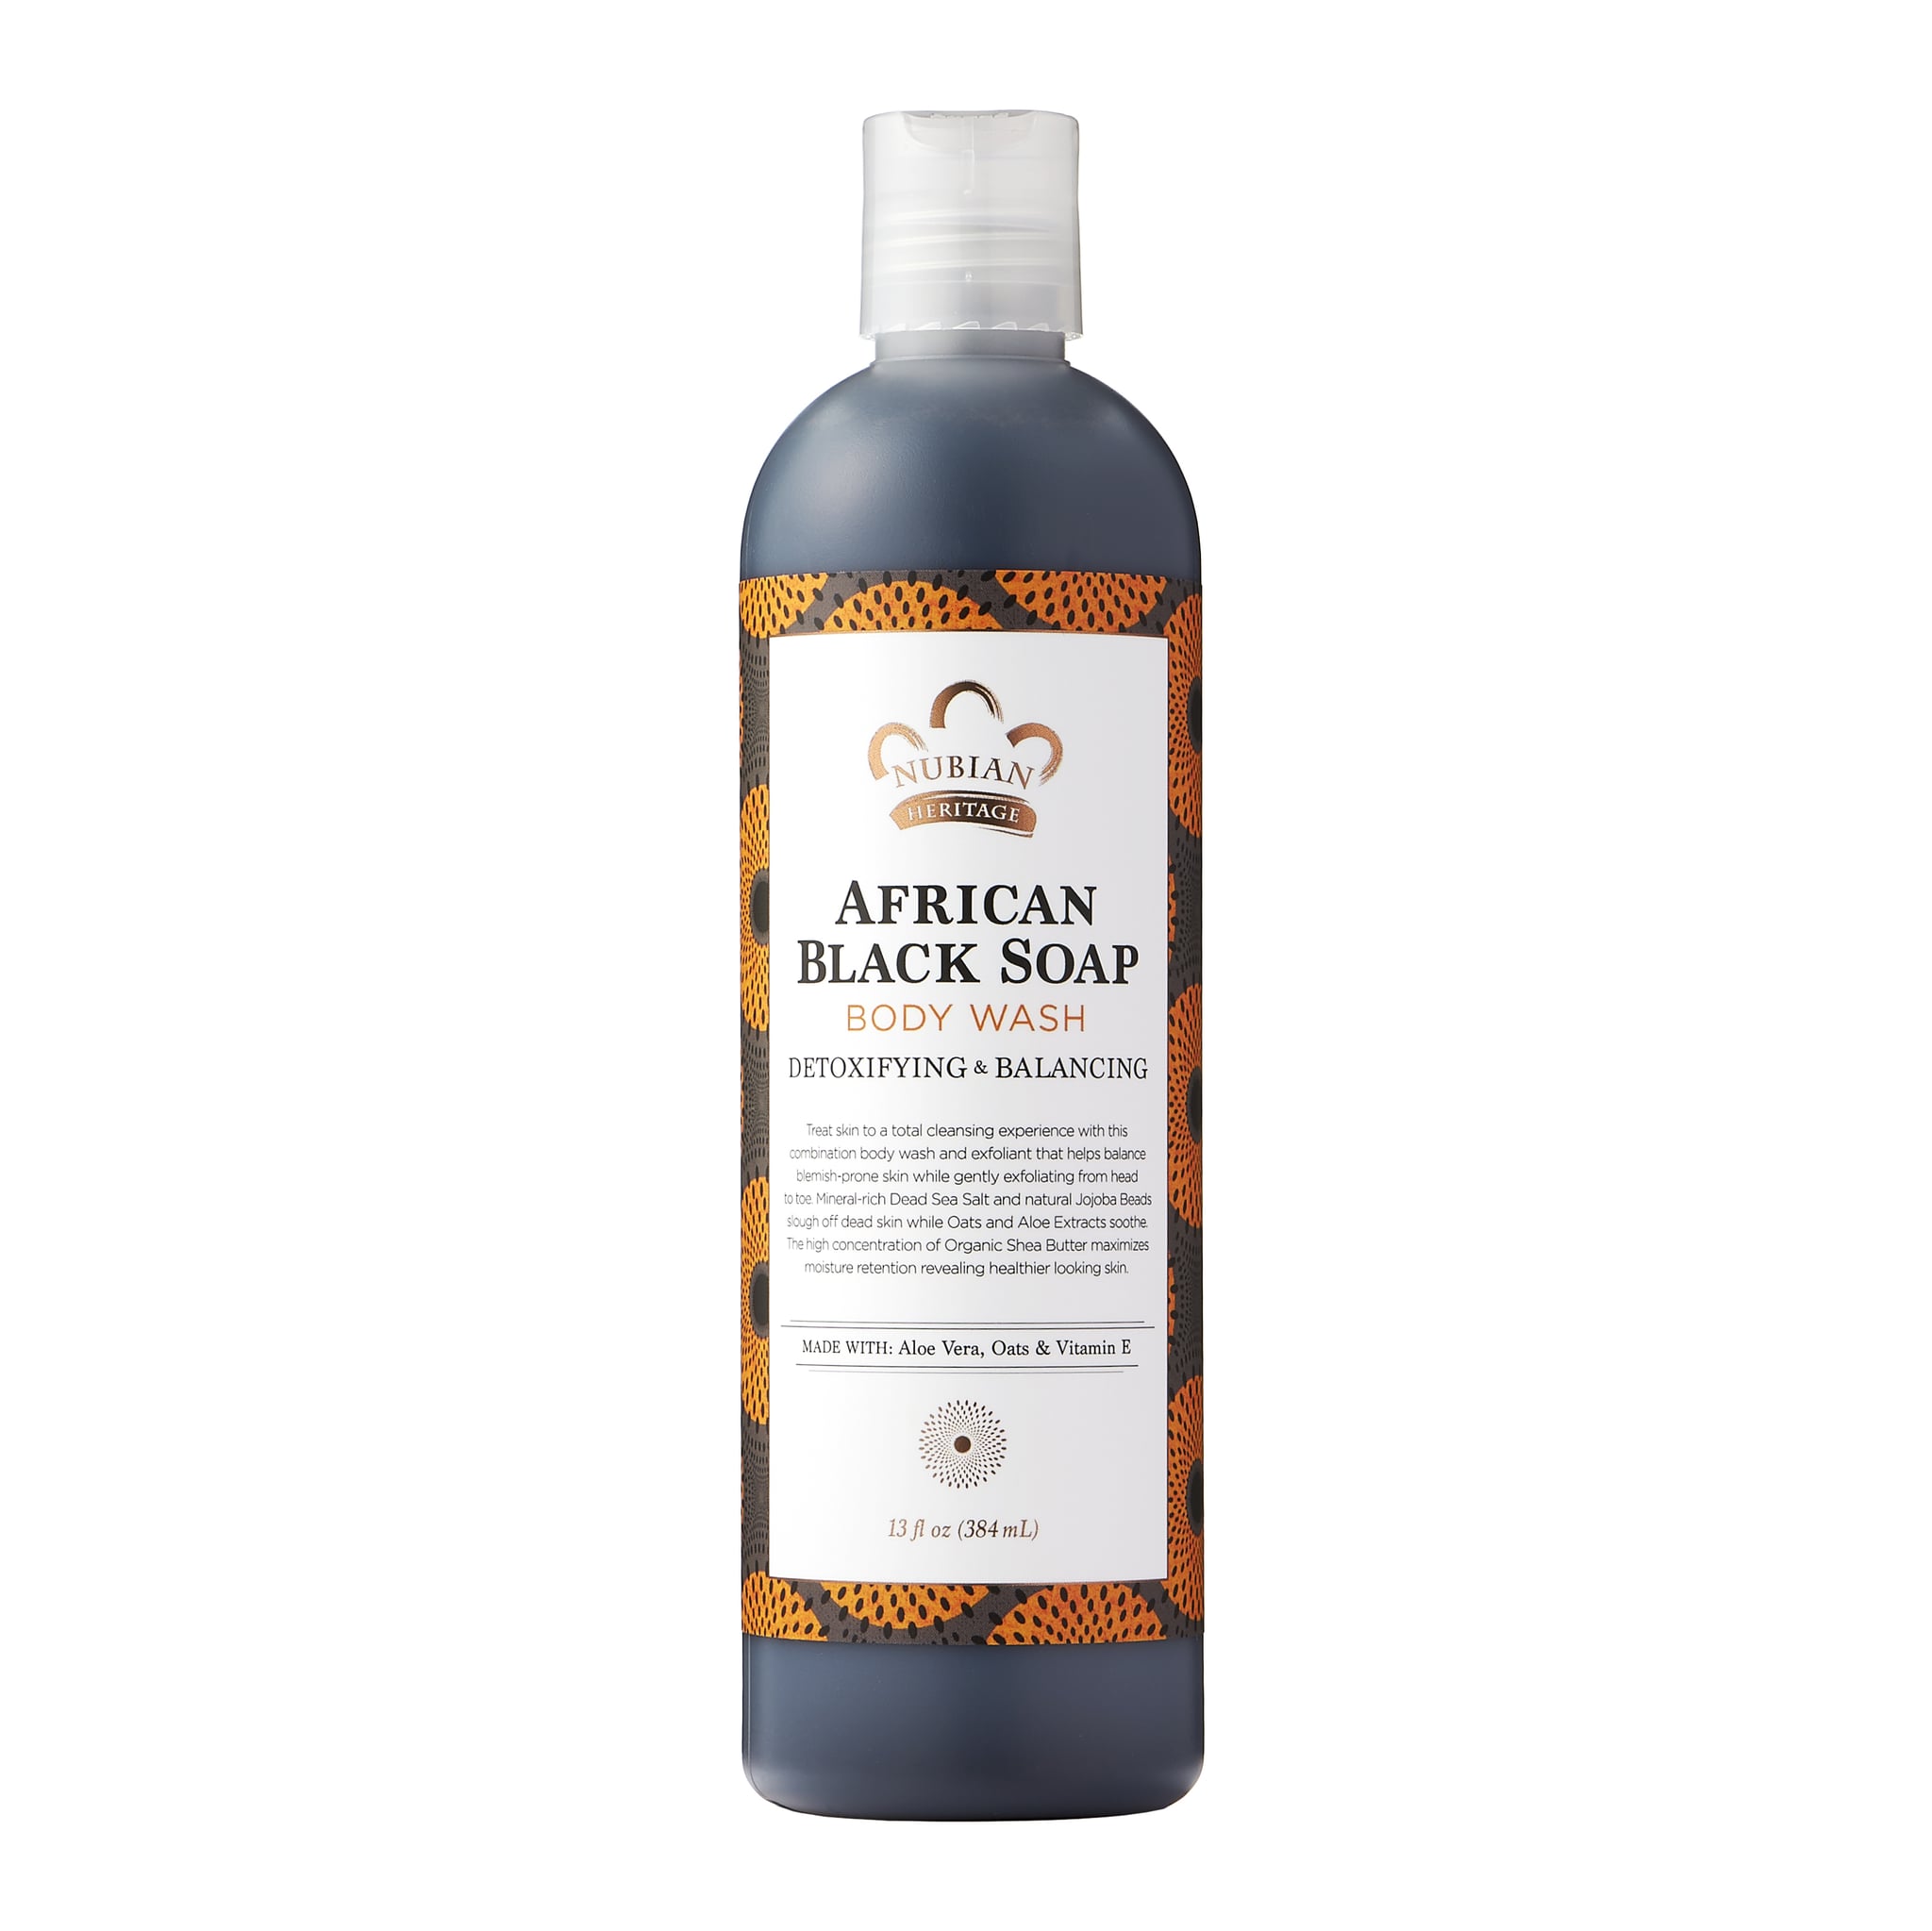 NUBIAN
HERITAGE
AFRICAN
BLACK SOAP
BODY WASH
DETOXIFYING & BALANCING
Treat skin to a total cleansing experience with this
combination body wash and exfoliant that helps balance
blemish-prone skin while gently exfoliating from head
to toe. Mineral-rich Dead Sea Salt and natural Jojoba Beads
slough off dead skin while Oats and Aloe Extracts soothe.
The high concentration of Organic Shea Butter maximizes
moisture retention revealing healthier looking skin.
MADE WITH: Aloe Vera, Oats & Vitamin E
13 fl oz (384 mL)